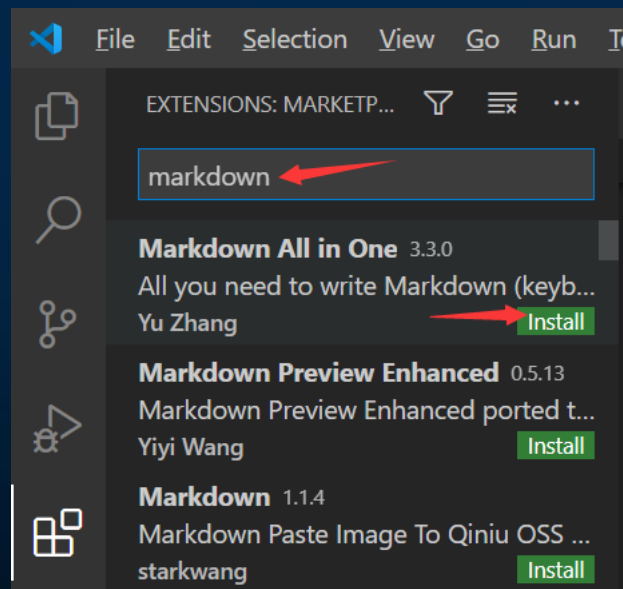 File Edit Selection View Go Run
EXTENSIONS: MARKETP... ...
markdown
Markdown All in One 3.3.0
All you need to write Markdown (keyb...
Yu Zhang Install
Markdown Preview Enhanced 0.5.13
Markdown Preview Enhanced ported t...
Yiyi Wang Install
Markdown 1.1.4
Markdown Paste Image To Qiniu OSS ...
starkwang Install